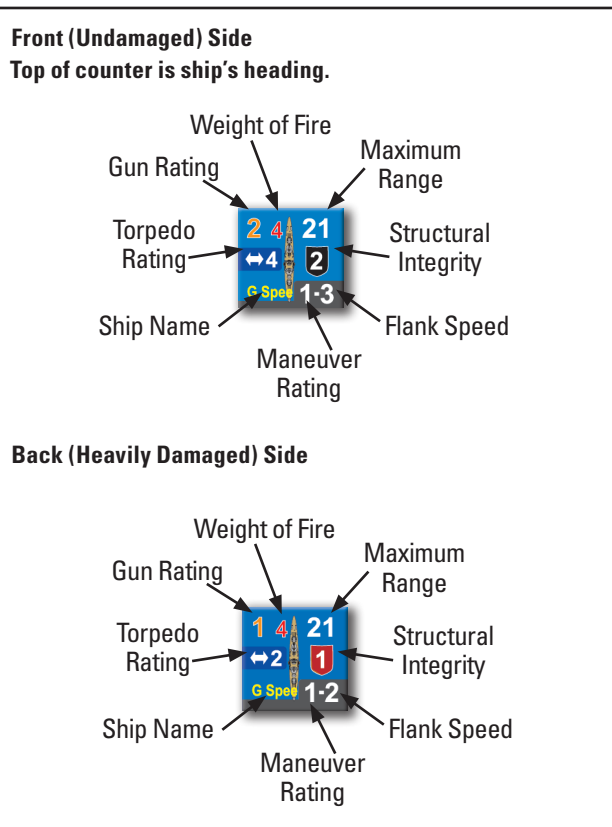 Front (Undamaged) Side
Top of counter is ship's heading.
Weight of Fire
Gun Rating
Maximum
Range
Torpedo
Rating
2 4 21
↔4 2
G Spee 1-3
Structural
Integrity
Ship Name
Flank Speed
Maneuver
Rating
Back (Heavily Damaged) Side
Weight of Fire
Gun Rating
Maximum
Range
Torpedo
Rating
1 4 21
↔2 1
G Spee 1-2
Structural
Integrity
Ship Name
Flank Speed
Maneuver
Rating